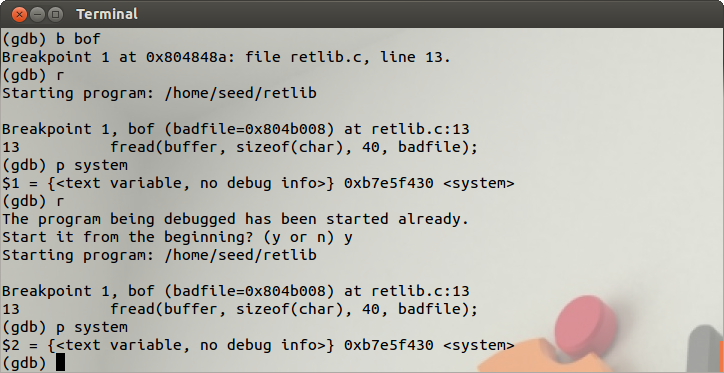 Terminal
(gdb) b bof
Breakpoint 1 at 0x804848a: file retlib.c, line 13.
(gdb) r
Starting program: /home/seed/retlib

Breakpoint 1, bof (badfile=0x804b008) at retlib.c:13
13          fread(buffer, sizeof(char), 40, badfile);
(gdb) p system
$1 = {<text variable, no debug info>} 0xb7e5f430 <system>
(gdb) r
The program being debugged has been started already.
Start it from the beginning? (y or n) y
Starting program: /home/seed/retlib

Breakpoint 1, bof (badfile=0x804b008) at retlib.c:13
13          fread(buffer, sizeof(char), 40, badfile);
(gdb) p system
$2 = {<text variable, no debug info>} 0xb7e5f430 <system>
(gdb)